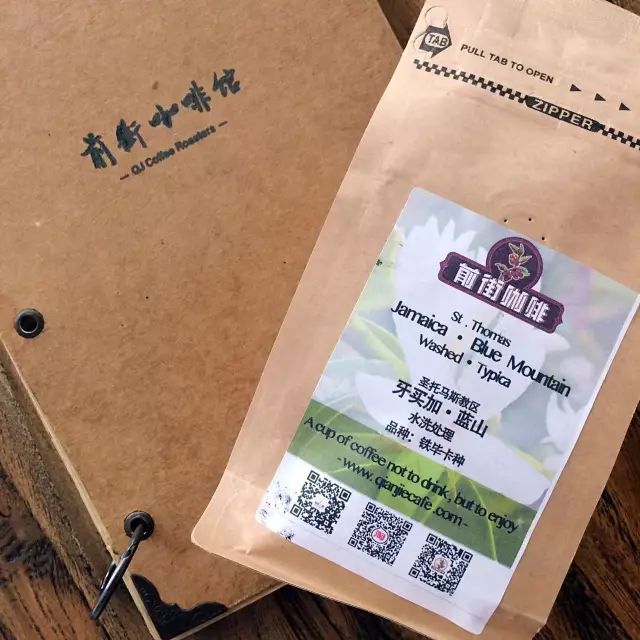 前街咖啡馆
— QJ Coffee Roasters —
TAB
PULL TAB TO OPEN
ZIPPER
前街咖啡
St. Thomas
Jamaica · Blue Mountain
Washed · Typica
圣托马斯教区
牙买加·蓝山
水洗处理
品种：铁毕卡种
A cup of coffee not to drink , but to enjoy
- www. qianjiecafe .com -